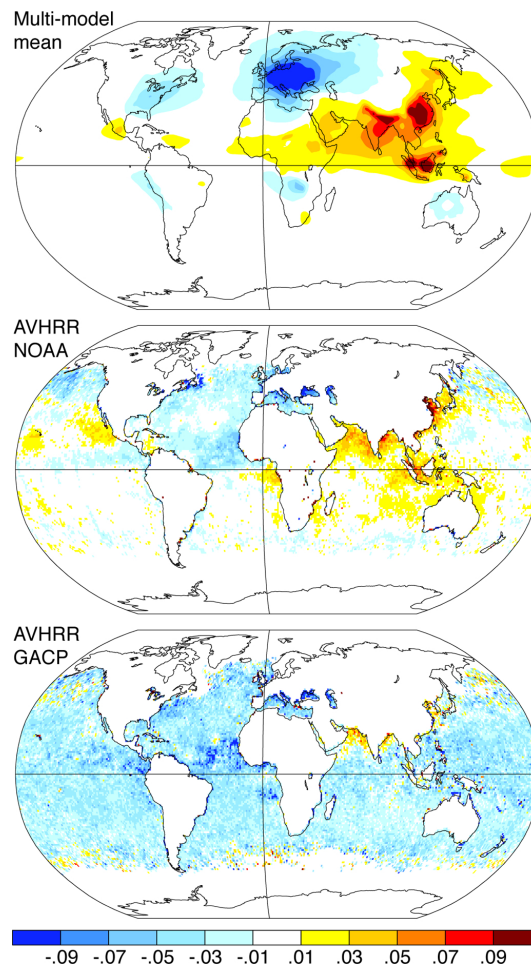 Multi-model
mean
AVHRR
NOAA
AVHRR
GACP
-.09 -.07 -.05 -.03 -.01 .01 .03 .05 .07 .09